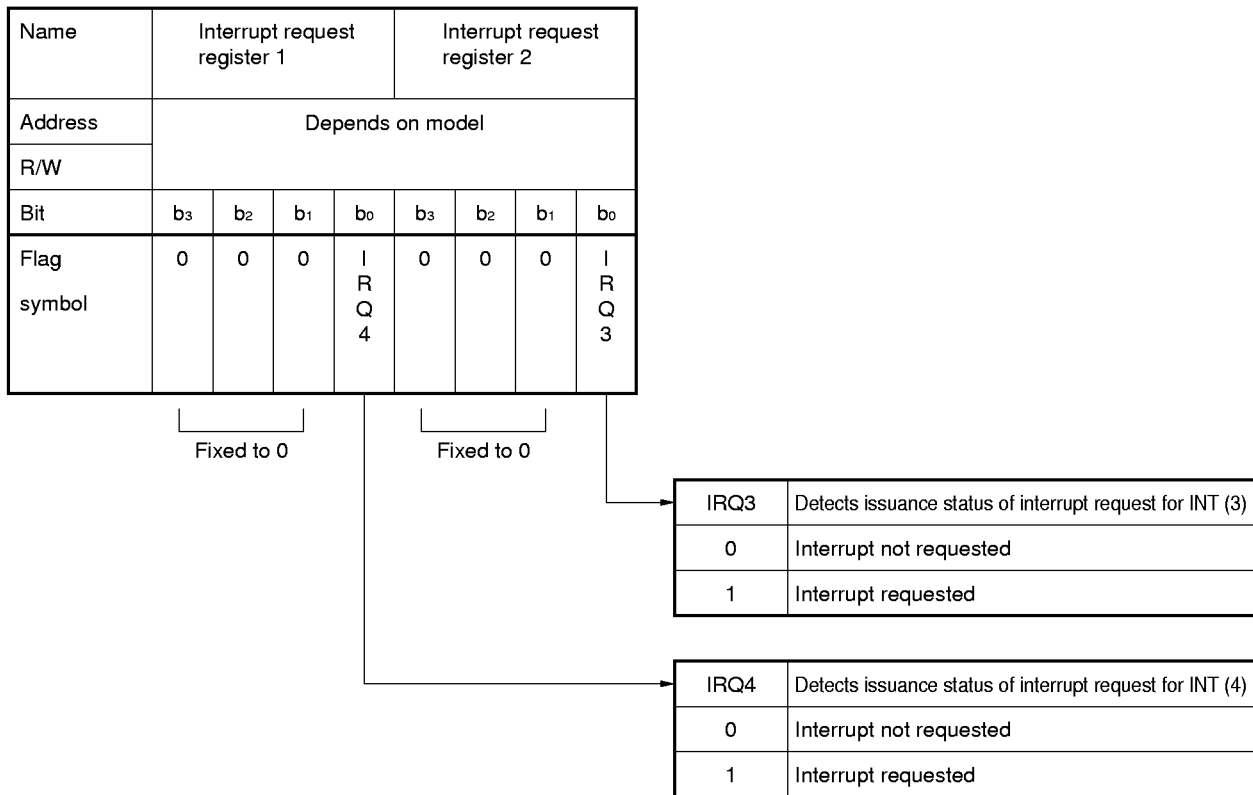 Name Interrupt request register 1 Interrupt request register 2
Address Depends on model
R/W
Bit b3 b2 b1 b0 b3 b2 b1 b0
Flag symbol 0 0 0 IRQ4 0 0 0 IRQ3
Fixed to 0 Fixed to 0
IRQ3 Detects issuance status of interrupt request for INT (3)
0 Interrupt not requested
1 Interrupt requested
IRQ4 Detects issuance status of interrupt request for INT (4)
0 Interrupt not requested
1 Interrupt requested